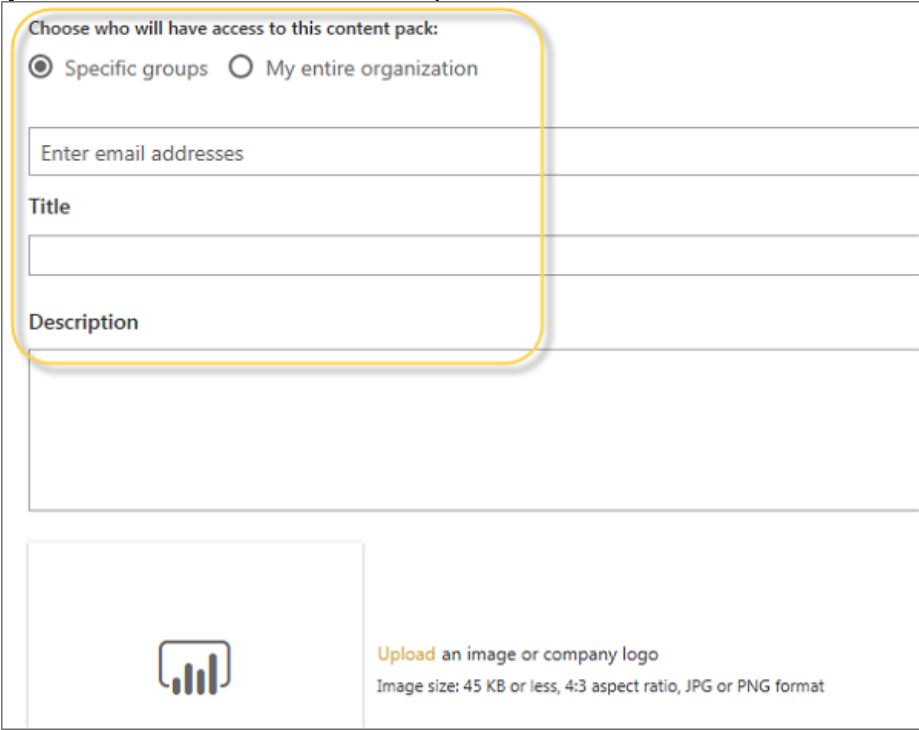 Choose who will have access to this content pack:
Specific groups My entire organization
Enter email addresses
Title
Description
Upload an image or company logo
Image size: 45 KB or less, 4:3 aspect ratio, JPG or PNG format